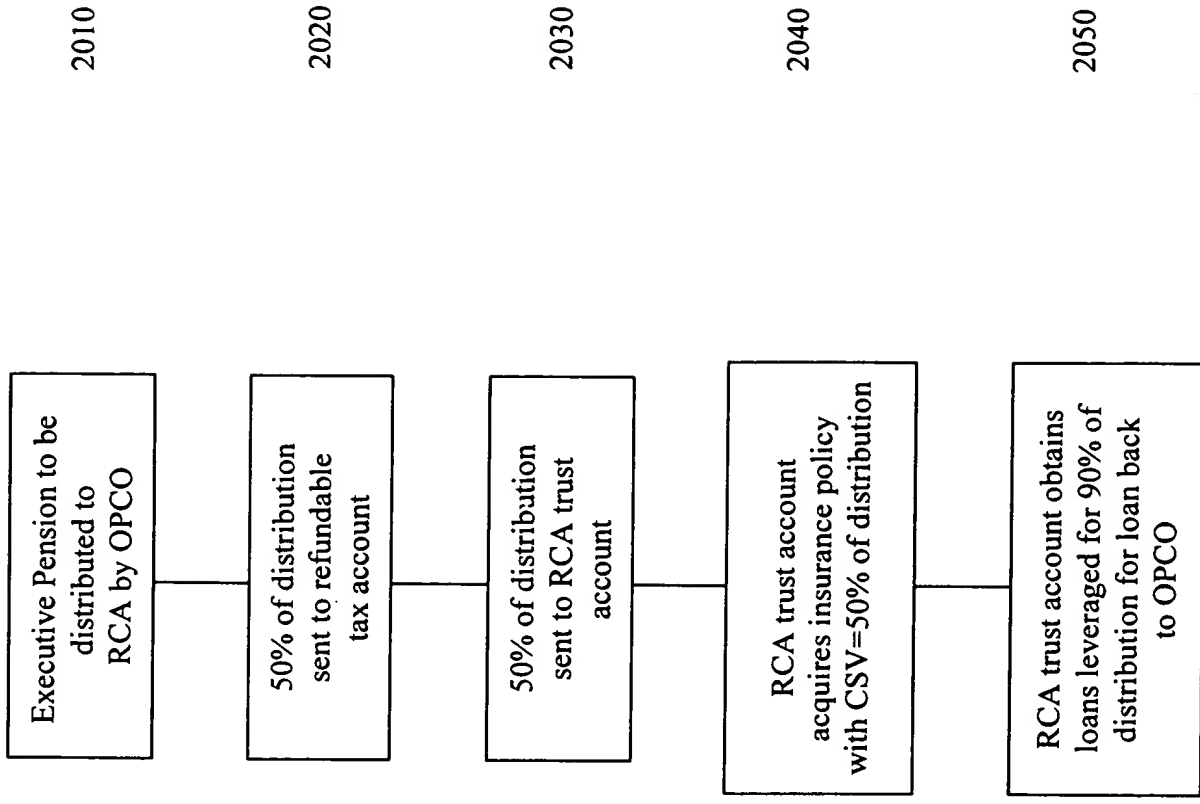 Executive Pension to be
distributed to
RCA by OPCO
2010
50% of distribution
sent to refundable
tax account
2020
50% of distribution
sent to RCA trust
account
2030
RCA trust account
acquires insurance policy
with CSV=50% of distribution
2040
RCA trust account obtains
loans leveraged for 90% of
distribution for loan back
to OPCO
2050